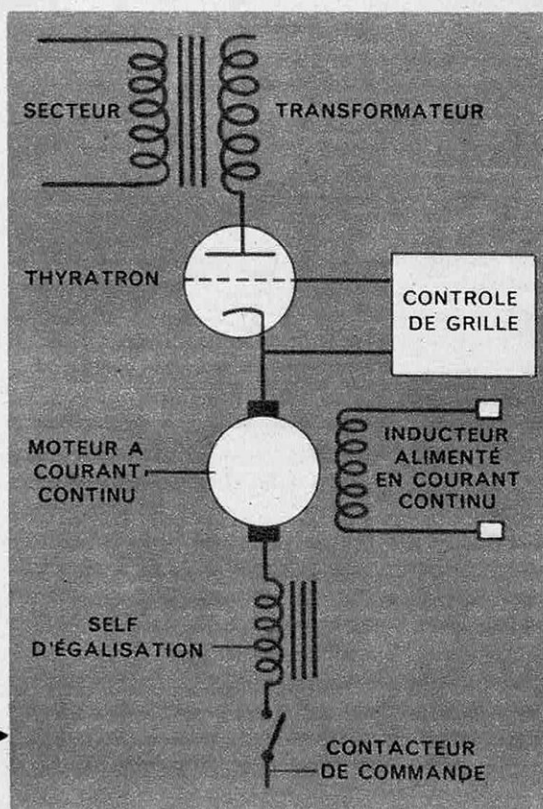 SECTEUR
TRANSFORMATEUR
THYRATRON
CONTROLE
DE GRILLE
MOTEUR A
COURANT
CONTINU
INDUCTEUR
ALIMENTÉ
EN COURANT
CONTINU
SELF
D'ÉGALISATION
CONTACTEUR
DE COMMANDE